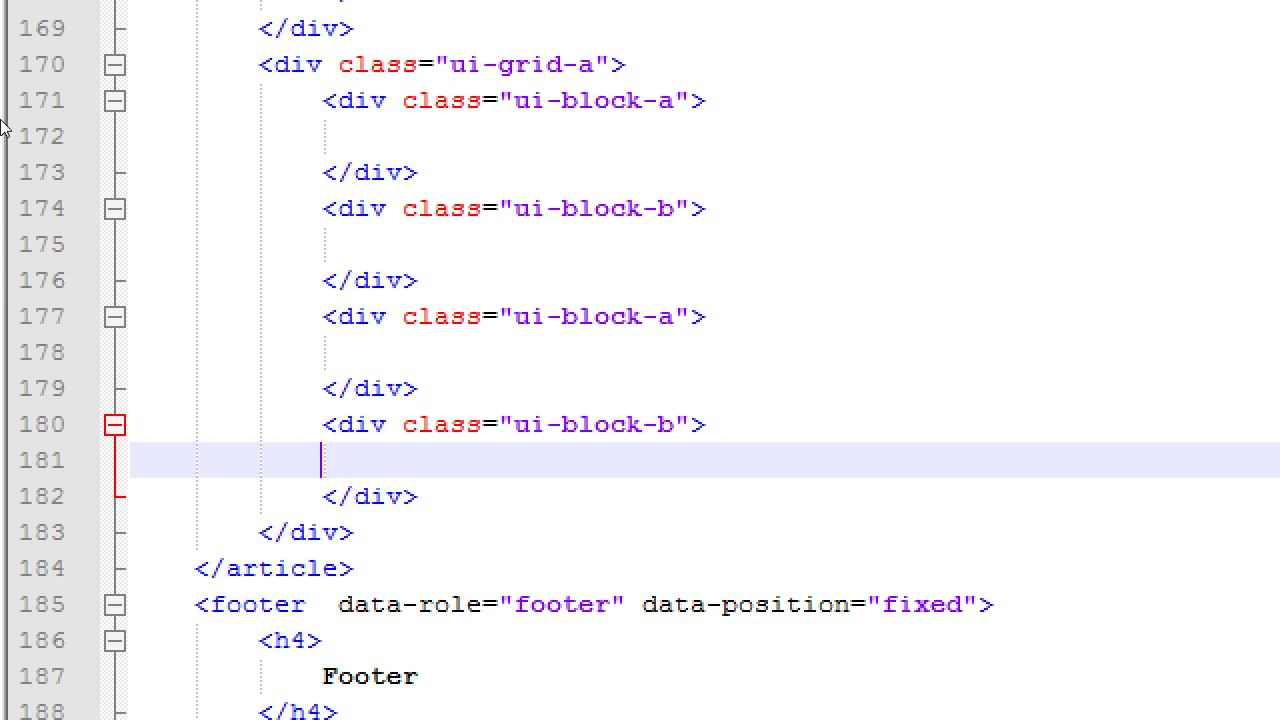 169 </div>
170 <div class="ui-grid-a">
171 <div class="ui-block-a">
172
173 </div>
174 <div class="ui-block-b">
175
176 </div>
177 <div class="ui-block-a">
178
179 </div>
180 <div class="ui-block-b">
181
182 </div>
183 </div>
184 </article>
185 <footer  data-role="footer" data-position="fixed">
186 <h4>
187 Footer
188 </h4>